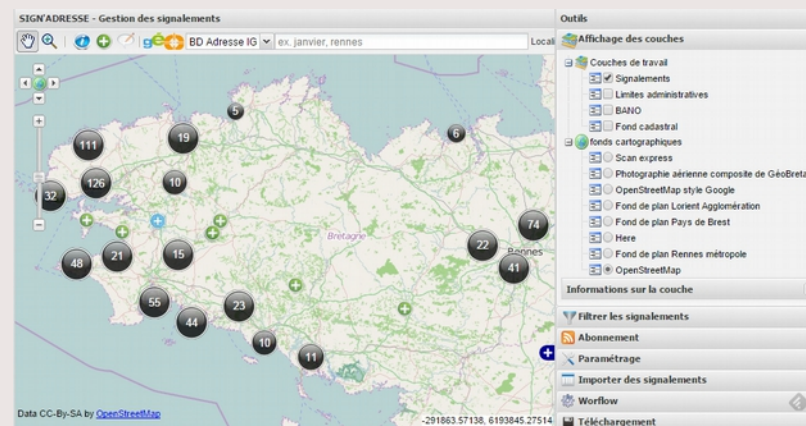 SIGN'ADRESSE - Gestion des signalements
géo BD Adresse IG ex. janvier, rennes Locali
5
6
111
19
126
10
32
74
Bretagne
22
Rennes
15
21
48
41
55
23
44
10
11
Data CC-By-SA by OpenStreetMap
-291863.57138, 6193845.27514
Outils
Affichage des couches
Couches de travail
Signalements
Limites administratives
BANO
Fond cadastral
fonds cartographiques
Scan express
Photographie aérienne composite de GéoBreta
OpenStreetMap style Google
Fond de plan Lorient Agglomération
Fond de plan Pays de Brest
Here
Fond de plan Rennes métropole
OpenStreetMap
Informations sur la couche
Filtrer les signalements
Abonnement
Paramétrage
Importer des signalements
Worflow
Téléchargement